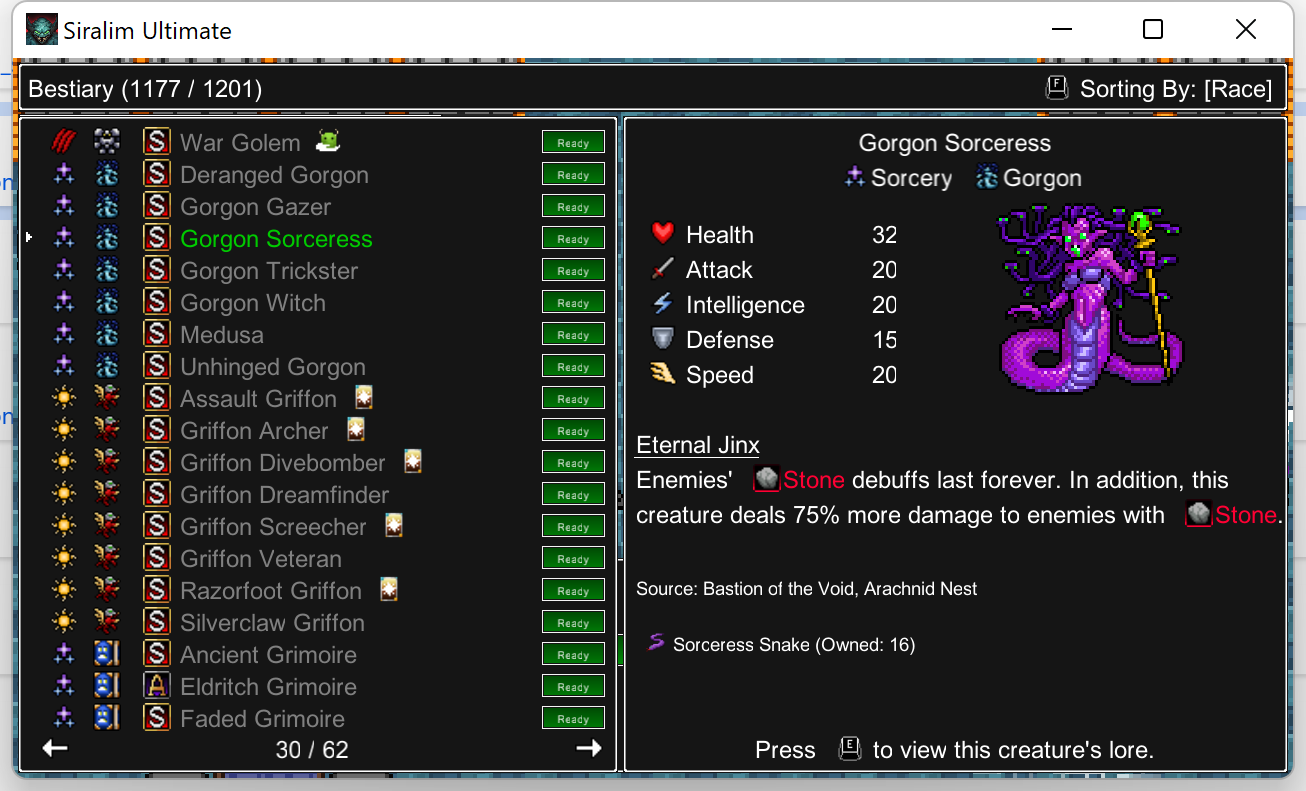 Siralim Ultimate
Bestiary (1177 / 1201)
F Sorting By: [Race]
S War Golem Ready
S Deranged Gorgon Ready
S Gorgon Gazer Ready
S Gorgon Sorceress Ready
S Gorgon Trickster Ready
S Gorgon Witch Ready
S Medusa Ready
S Unhinged Gorgon Ready
S Assault Griffon Ready
S Griffon Archer Ready
S Griffon Divebomber Ready
S Griffon Dreamfinder Ready
S Griffon Screecher Ready
S Griffon Veteran Ready
S Razorfoot Griffon Ready
S Silverclaw Griffon Ready
S Ancient Grimoire Ready
A Eldritch Grimoire Ready
S Faded Grimoire Ready
30 / 62
Gorgon Sorceress
Sorcery Gorgon
Health 32
Attack 20
Intelligence 20
Defense 15
Speed 20
Eternal Jinx
Enemies' Stone debuffs last forever. In addition, this
creature deals 75% more damage to enemies with Stone.
Source: Bastion of the Void, Arachnid Nest
Sorceress Snake (Owned: 16)
Press E to view this creature's lore.